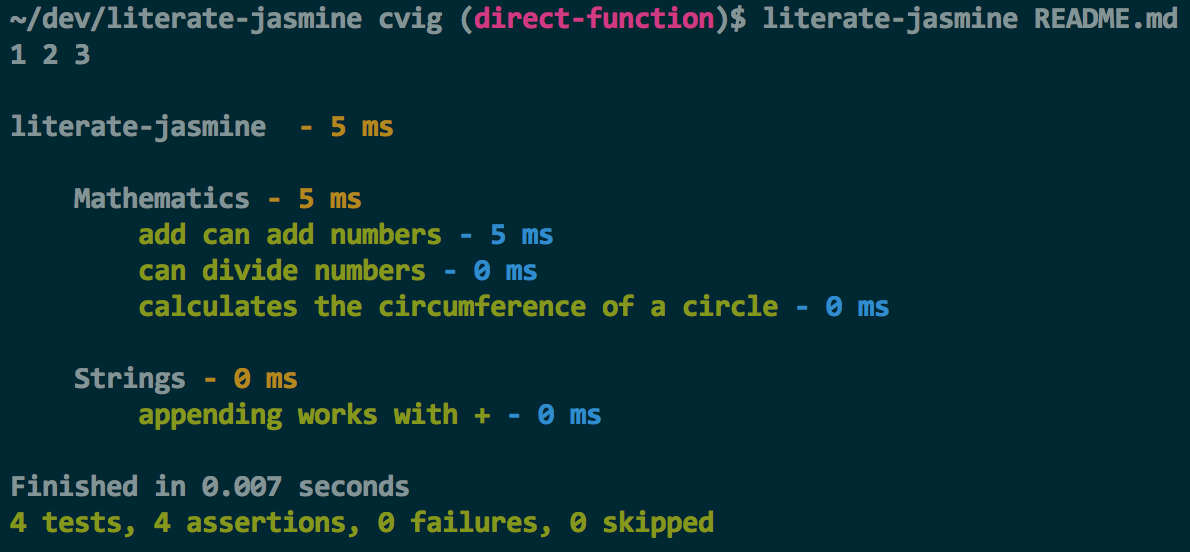 ~/dev/literate-jasmine cvig (direct-function)$ literate-jasmine README.md
1 2 3
literate-jasmine  - 5 ms
Mathematics - 5 ms
add can add numbers - 5 ms
can divide numbers - 0 ms
calculates the circumference of a circle - 0 ms
Strings - 0 ms
appending works with + - 0 ms
Finished in 0.007 seconds
4 tests, 4 assertions, 0 failures, 0 skipped